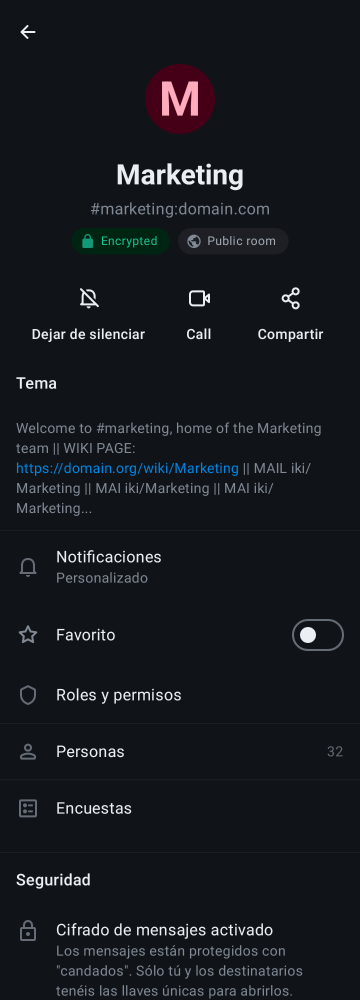 M
Marketing
#marketing:domain.com
Encrypted
Public room
Dejar de silenciar
Call
Compartir
Tema
Welcome to #marketing, home of the Marketing
team || WIKI PAGE:
https://domain.org/wiki/Marketing || MAIL iki/
Marketing || MAI iki/Marketing || MAI iki/
Marketing...
Notificaciones
Personalizado
Favorito
Roles y permisos
Personas 32
Encuestas
Seguridad
Cifrado de mensajes activado
Los mensajes están protegidos con
"candados". Sólo tú y los destinatarios
tenéis las llaves únicas para abrirlos.